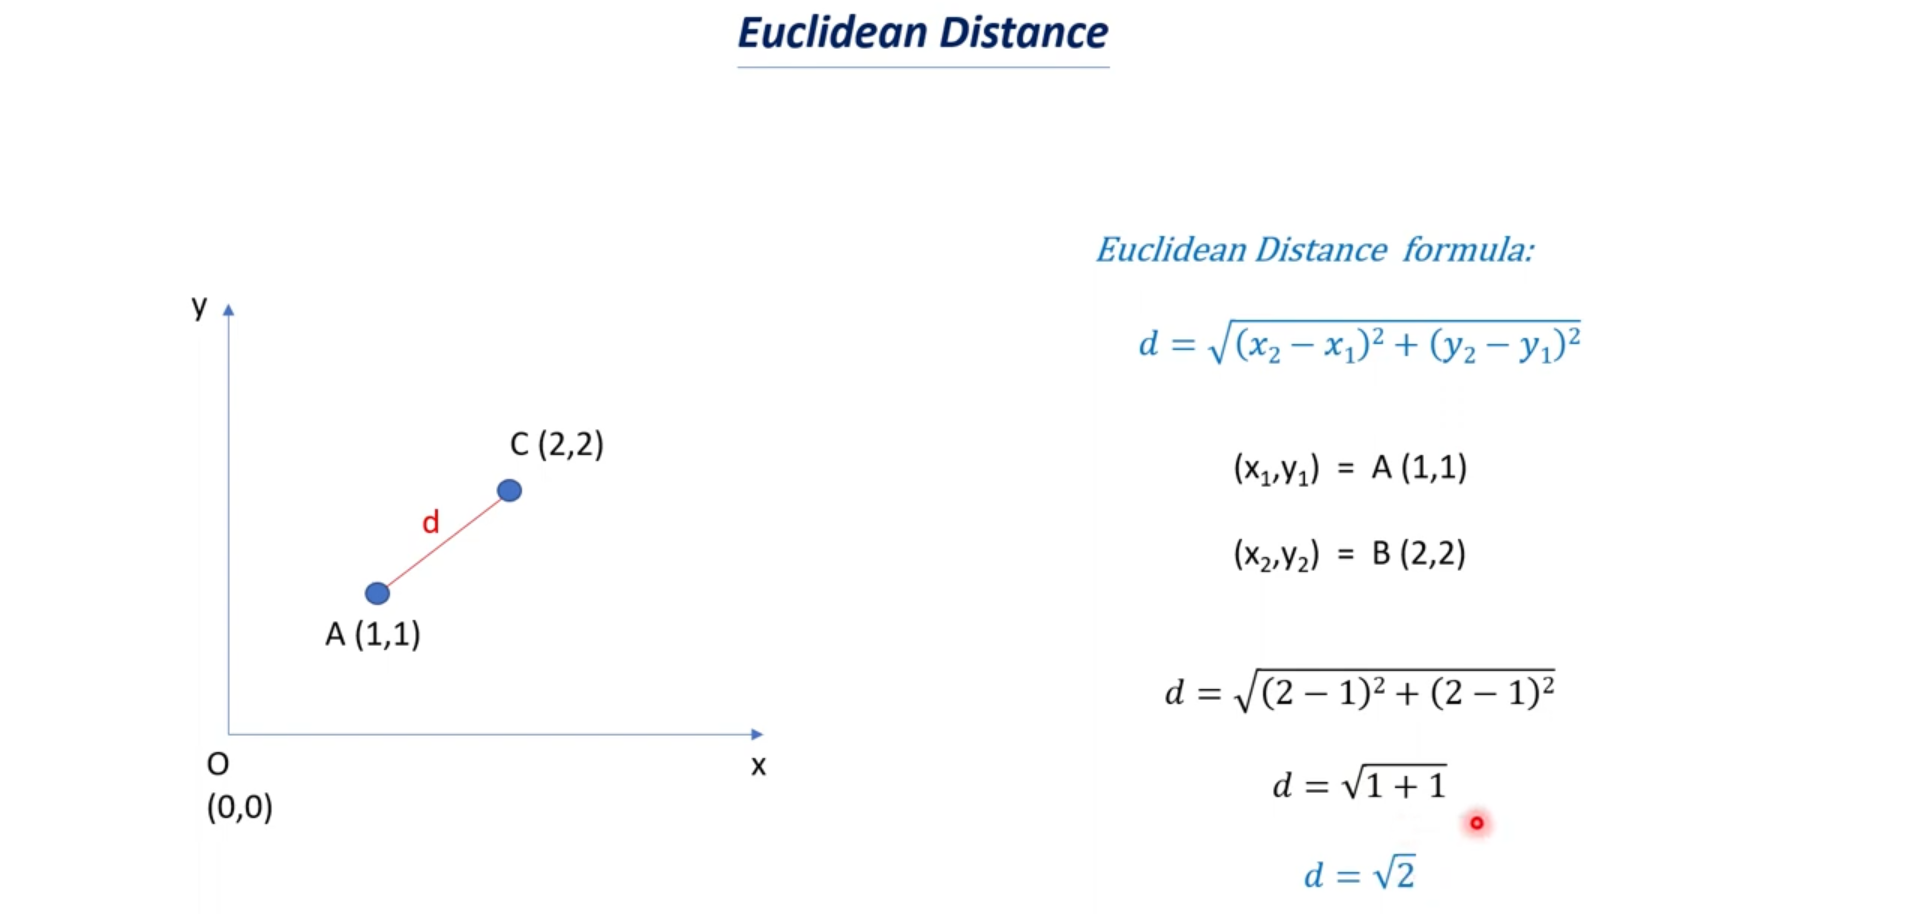 Euclidean Distance
Euclidean Distance formula:
y
d = √(x₂ − x₁)² + (y₂ − y₁)²
C (2,2)
(x₁,y₁) = A (1,1)
d
(x₂,y₂) = B (2,2)
A (1,1)
d = √(2 − 1)² + (2 − 1)²
O
x
(0,0)
d = √1 + 1
d = √2